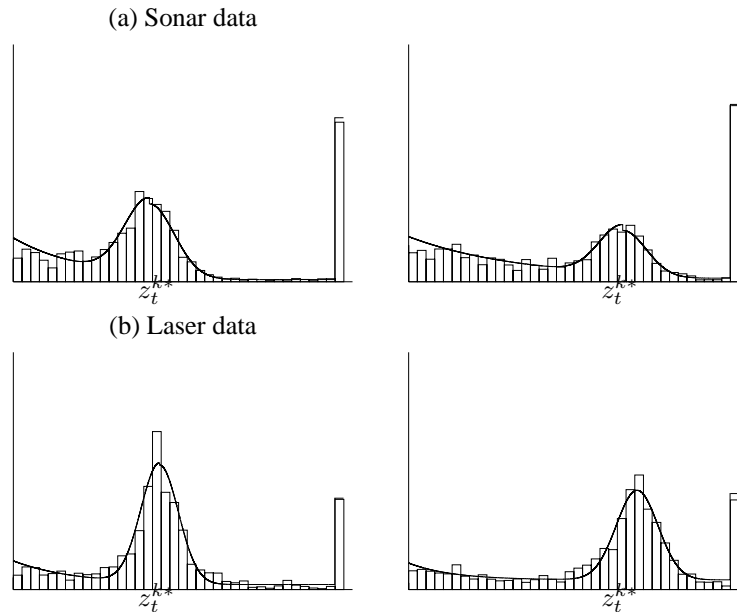 (a) Sonar data
z_t^{k*} z_t^{k*}
(b) Laser data
z_t^{k*} z_t^{k*}